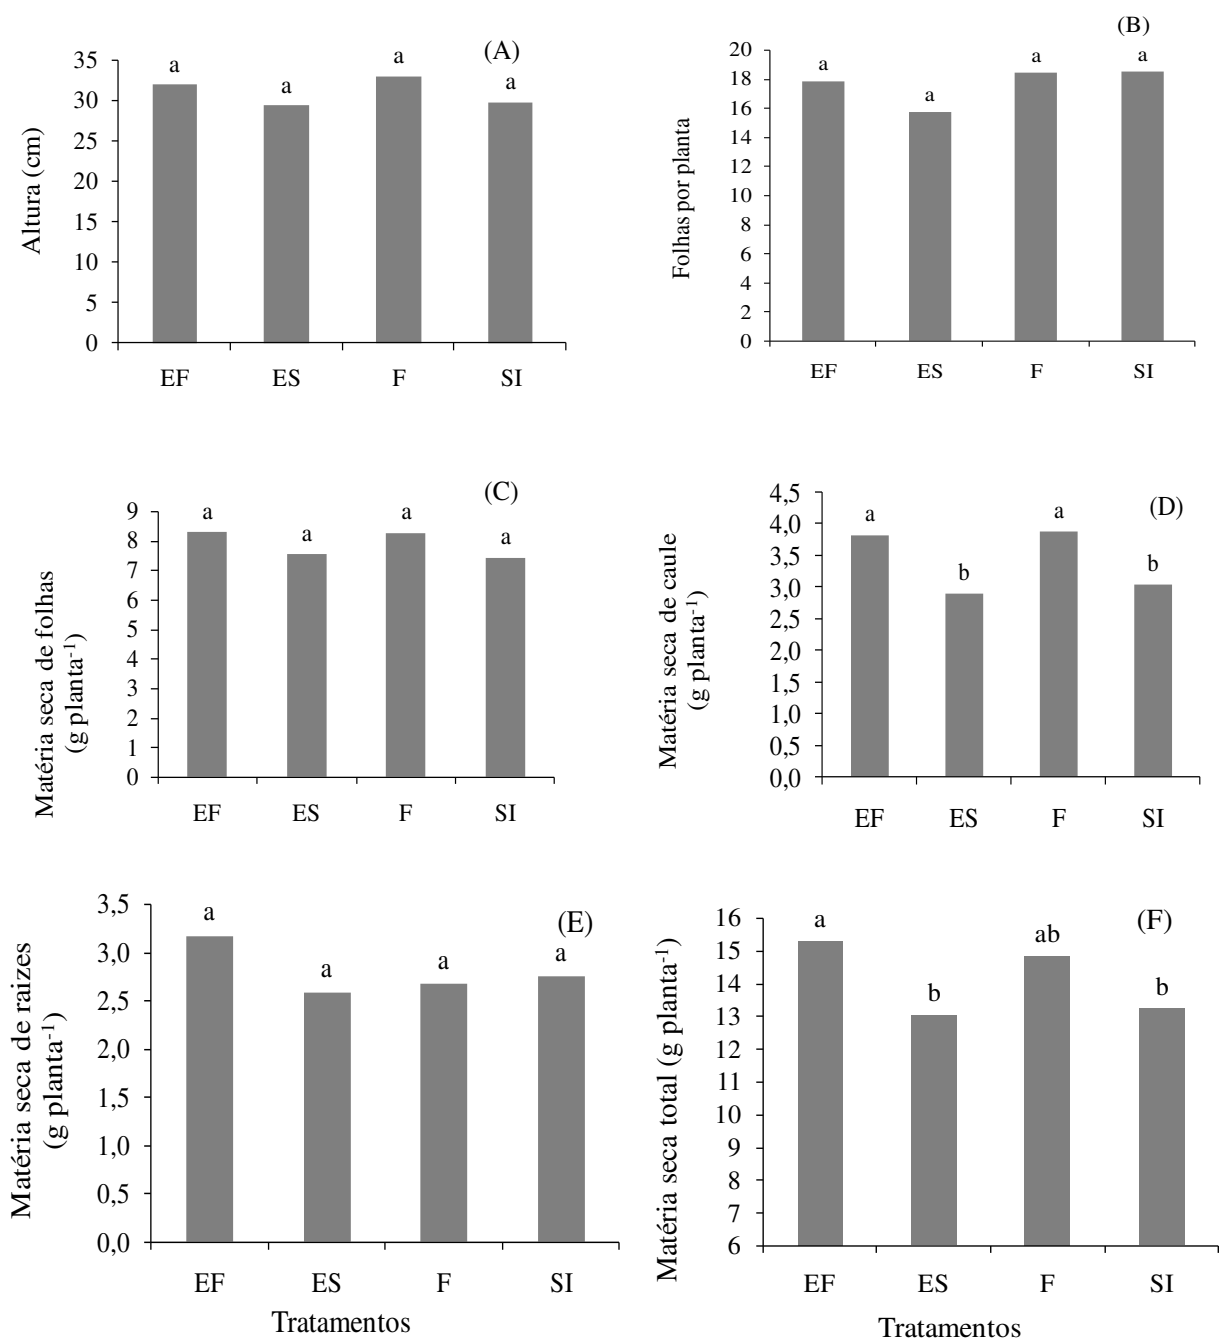 (A)
Altura (cm)
35
30
25
20
15
10
5
0
a
a
a
a
EF
ES
F
SI
(B)
Folhas por planta
20
18
16
14
12
10
8
6
4
2
0
a
a
a
a
EF
ES
F
SI
(C)
Matéria seca de folhas
(g planta⁻¹)
9
8
7
6
5
4
3
2
1
0
a
a
a
a
EF
ES
F
SI
(D)
Matéria seca de caule
(g planta⁻¹)
4,5
4,0
3,5
3,0
2,5
2,0
1,5
1,0
0,5
0,0
a
b
a
b
EF
ES
F
SI
(E)
Matéria seca de raizes
(g planta⁻¹)
3,5
3,0
2,5
2,0
1,5
1,0
0,5
0,0
a
a
a
a
EF
ES
F
SI
Tratamentos
(F)
Matéria seca total (g planta⁻¹)
16
15
14
13
12
11
10
9
8
7
6
a
b
ab
b
EF
ES
F
SI
Tratamentos